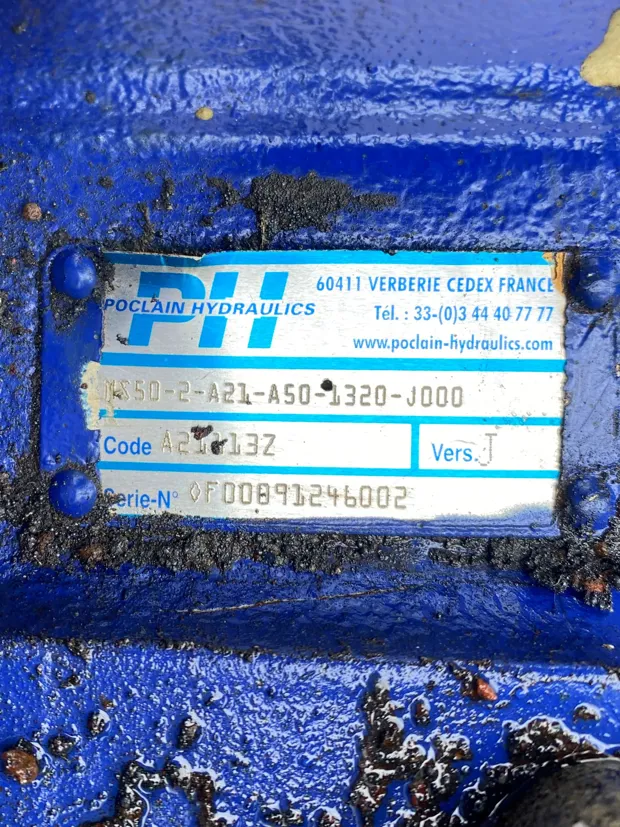 PH
POCLAIN HYDRAULICS
60411 VERBERIE CEDEX FRANCE
Tél. : 33-(0)3 44 40 77 77
www.poclain-hydraulics.com
MS50-2-A21-A50-1320-J000
Code
Vers. J
Serie-N° ◊F00891246002